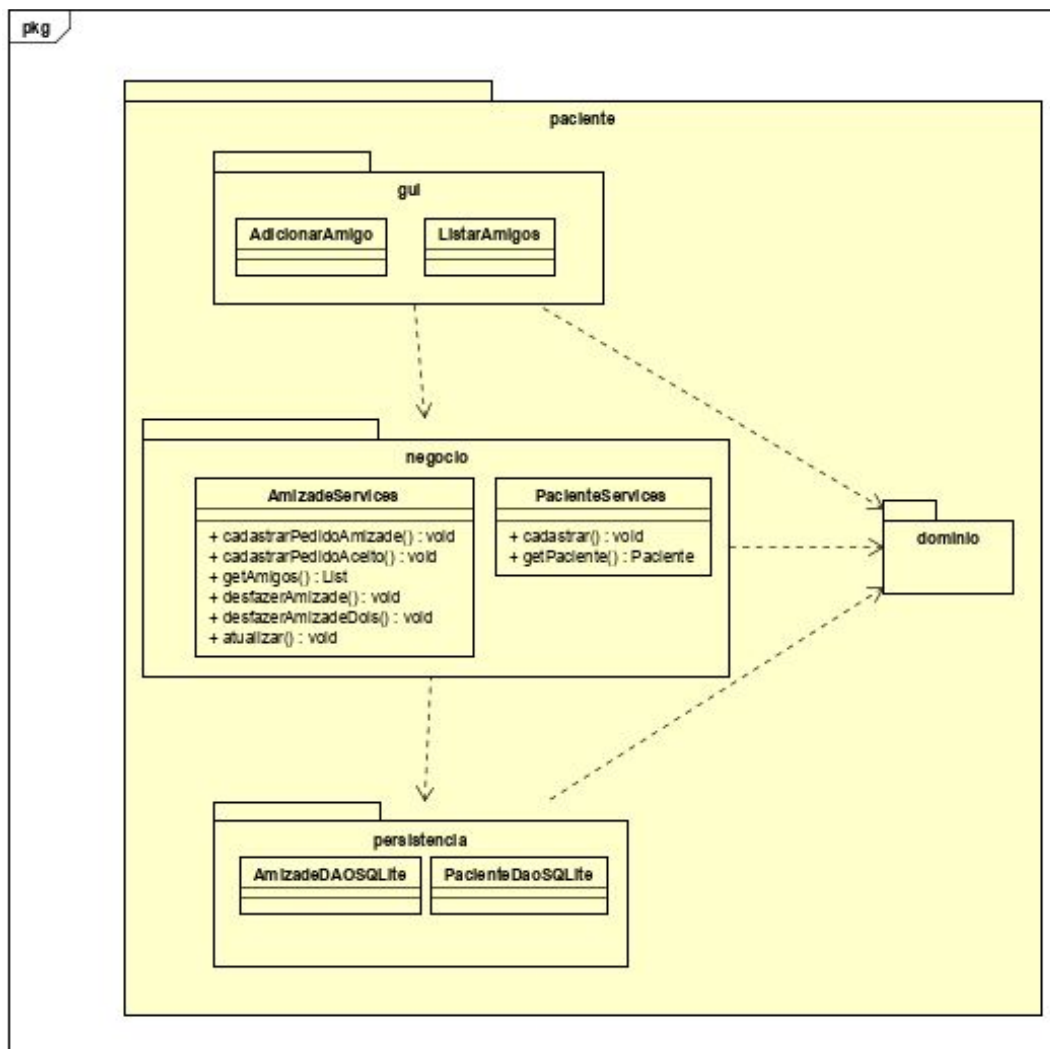 pkg
paciente
gui
AdicionarAmigo
ListarAmigos
negocio
AmizadeServices
+ cadastrarPedidoAmizade() : void
+ cadastrarPedidoAceito() : void
+ getAmigos() : List
+ desfazerAmizade() : void
+ desfazerAmizadeDois() : void
+ atualizar() : void
PacienteServices
+ cadastrar() : void
+ getPaciente() : Paciente
dominio
persistencia
AmizadeDAOSQLite
PacienteDaoSQLite